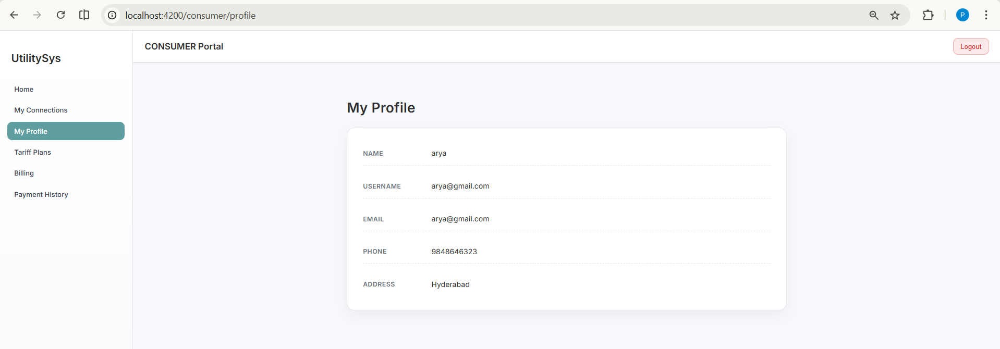 localhost:4200/consumer/profile
P
UtilitySys
CONSUMER Portal
Logout
Home
My Connections
My Profile
Tariff Plans
Billing
Payment History
My Profile
NAME arya
USERNAME arya@gmail.com
EMAIL arya@gmail.com
PHONE 9848646323
ADDRESS Hyderabad